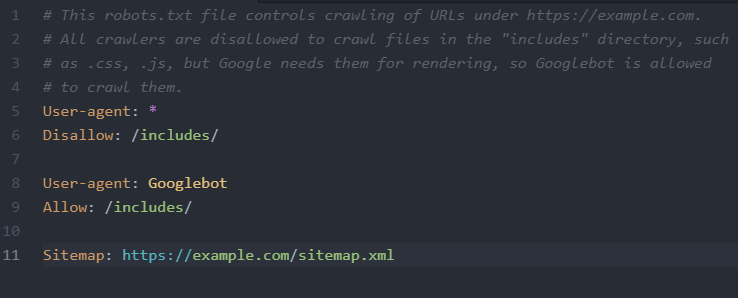 1 # This robots.txt file controls crawling of URLs under https://example.com.
2 # All crawlers are disallowed to crawl files in the "includes" directory, such
3 # as .css, .js, but Google needs them for rendering, so Googlebot is allowed
4 # to crawl them.
5 User-agent: *
6 Disallow: /includes/
7
8 User-agent: Googlebot
9 Allow: /includes/
10
11 Sitemap: https://example.com/sitemap.xml